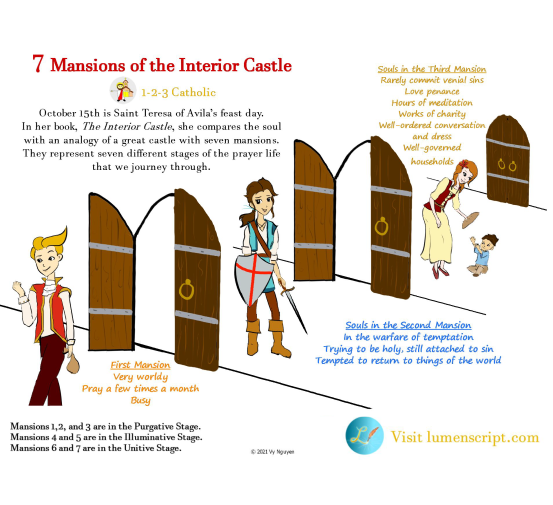 7 Mansions of the Interior Castle
1-2-3 Catholic
October 15th is Saint Teresa of Avila's feast day.
In her book, The Interior Castle, she compares the soul
with an analogy of a great castle with seven mansions.
They represent seven different stages of the prayer life
that we journey through.
Souls in the Third Mansion
Rarely commit venial sins
Love penance
Hours of meditation
Works of charity
Well-ordered conversation
and dress
Well-governed
households
First Mansion
Very worldy
Pray a few times a month
Busy
Souls in the Second Mansion
In the warfare of temptation
Trying to be holy, still attached to sin
Tempted to return to things of the world
Mansions 1,2, and 3 are in the Purgative Stage.
Mansions 4 and 5 are in the Illuminative Stage.
Mansions 6 and 7 are in the Unitive Stage.
© 2021 Vy Nguyen
Visit lumenscript.com